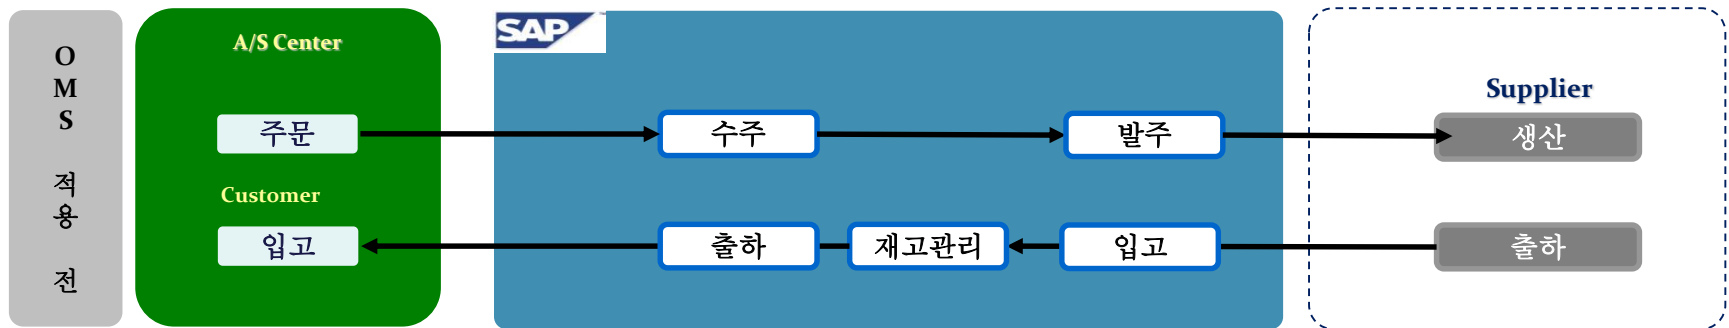 O
M
S
적
용
전
A/S Center
SAP
Supplier
주문
수주
발주
생산
Customer
입고
출하
재고관리
입고
출하